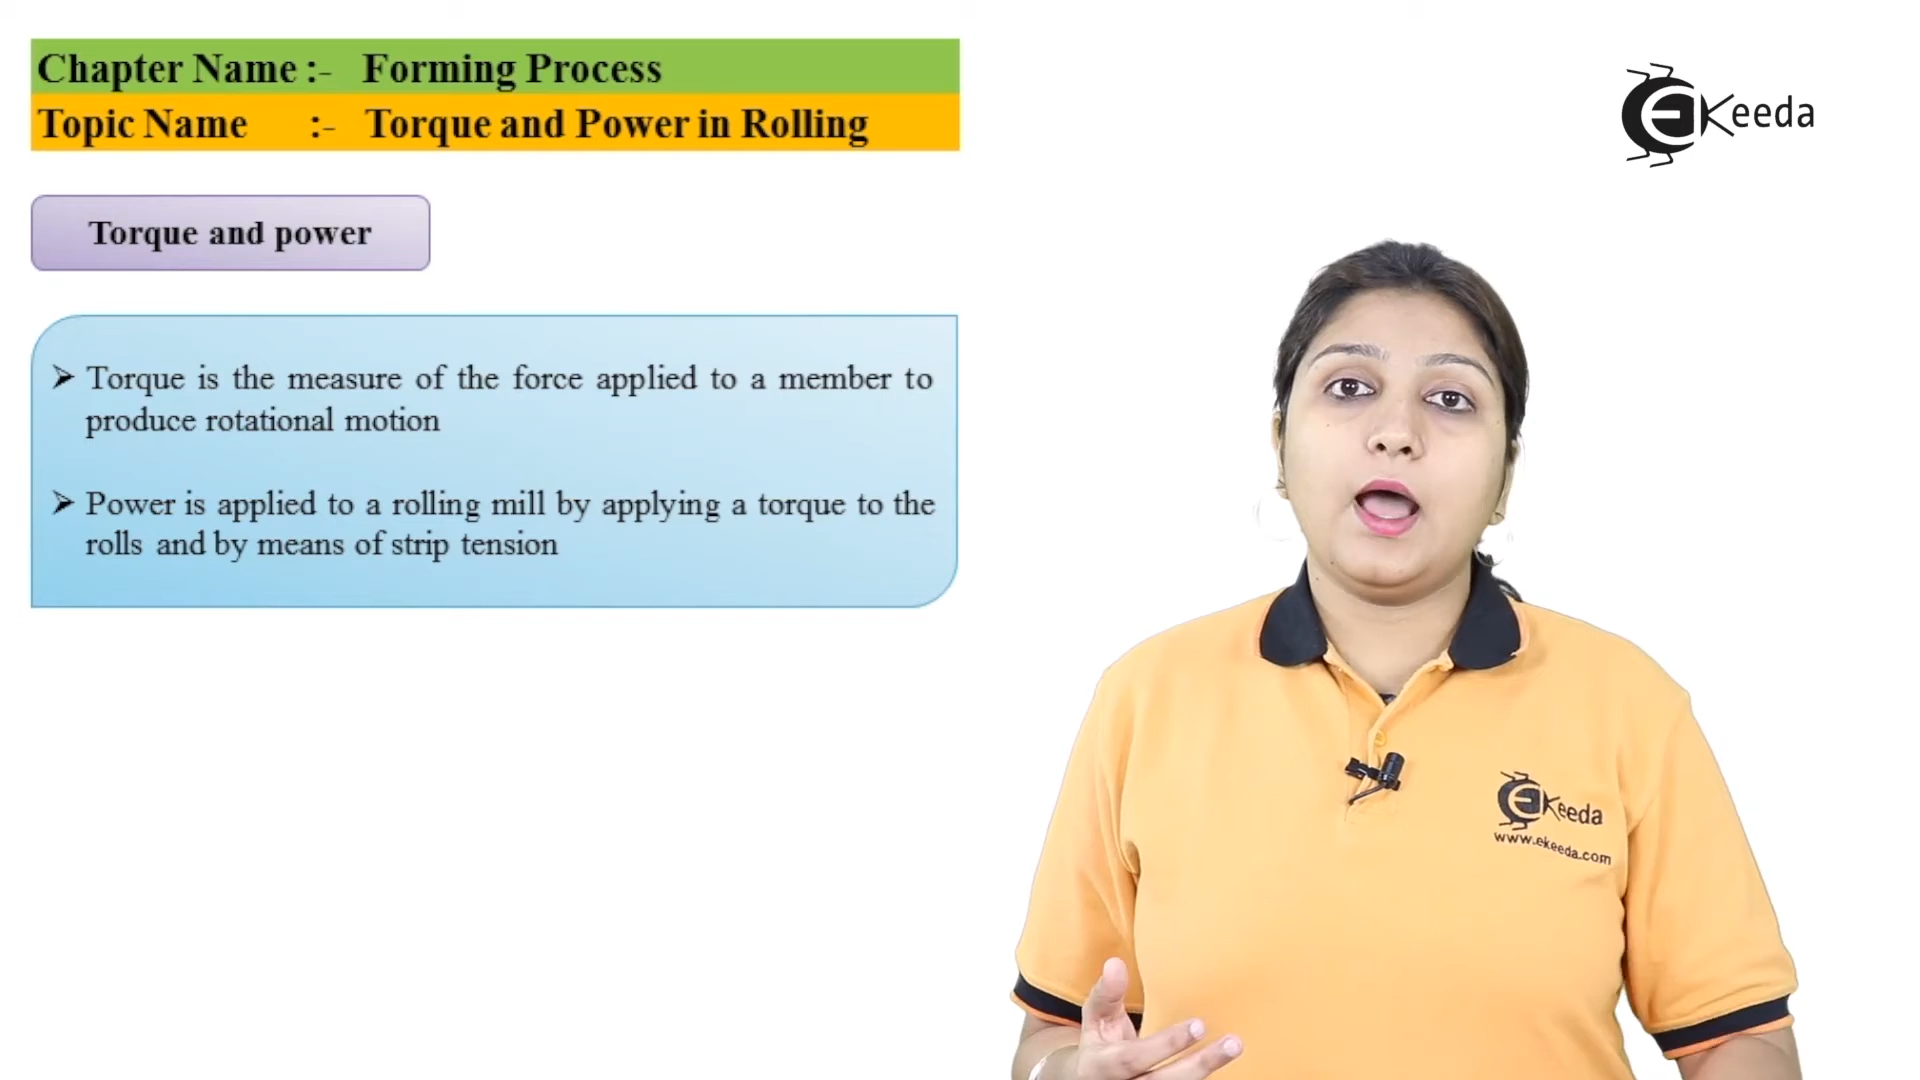 Chapter Name :- Forming Process
Topic Name :- Torque and Power in Rolling
EKeeda
Torque and power
➢ Torque is the measure of the force applied to a member to
produce rotational motion
➢ Power is applied to a rolling mill by applying a torque to the
rolls and by means of strip tension
EKeeda
www.ekeeda.com